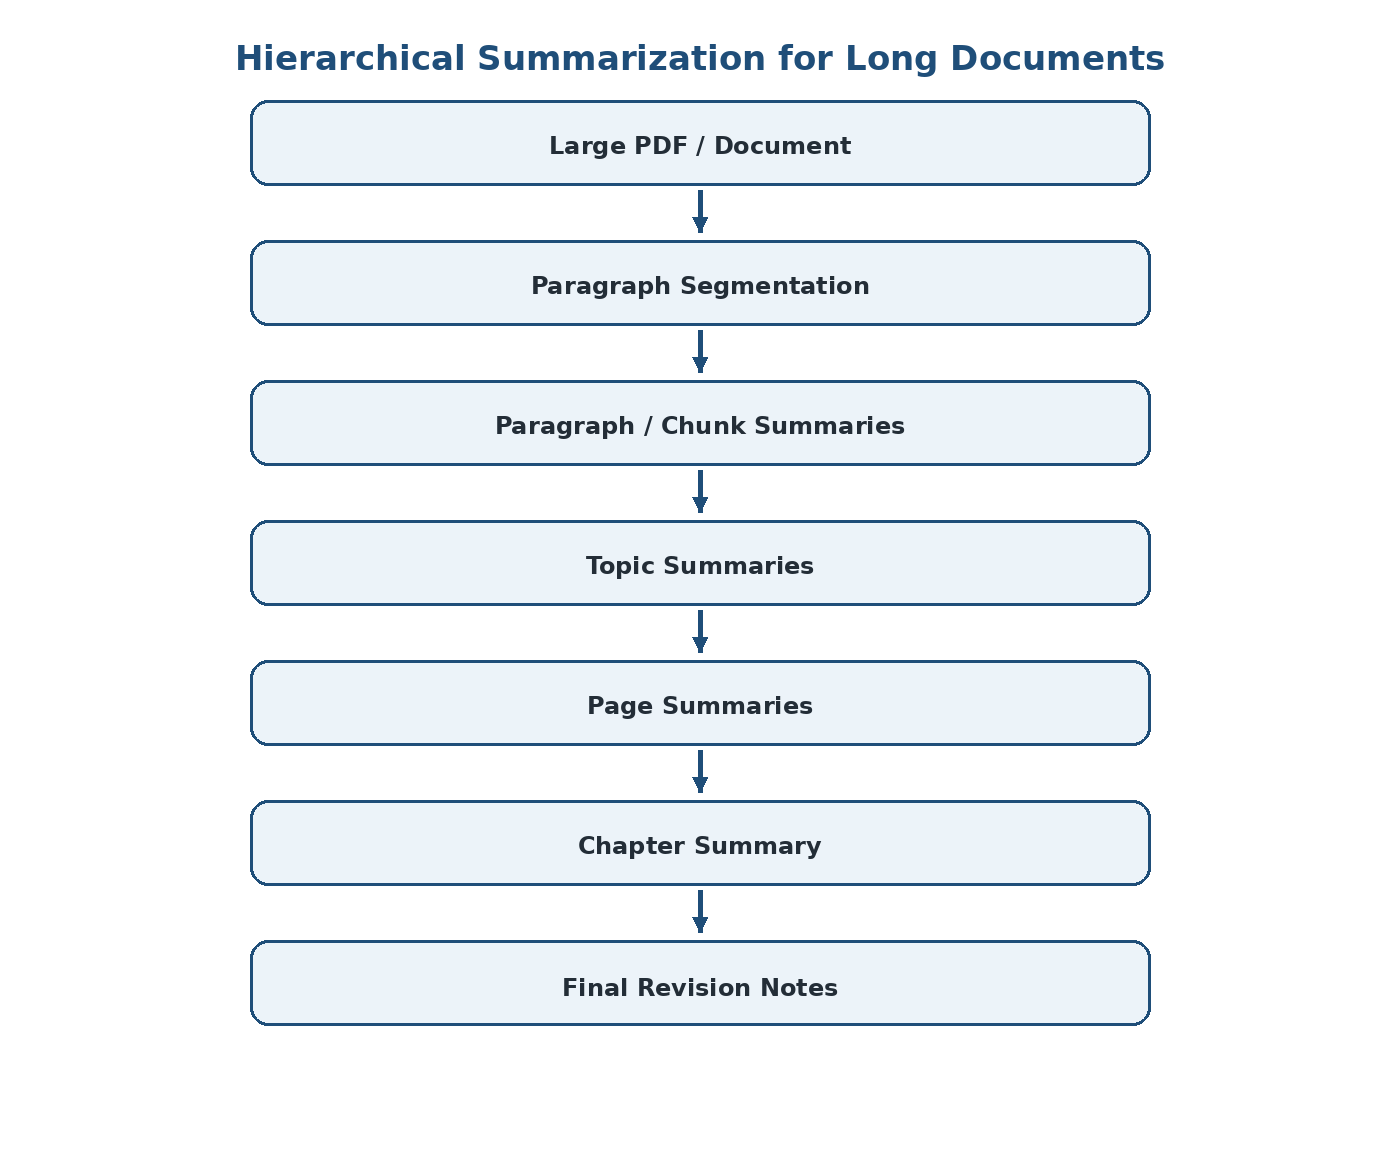 Hierarchical Summarization for Long Documents
Large PDF / Document
Paragraph Segmentation
Paragraph / Chunk Summaries
Topic Summaries
Page Summaries
Chapter Summary
Final Revision Notes